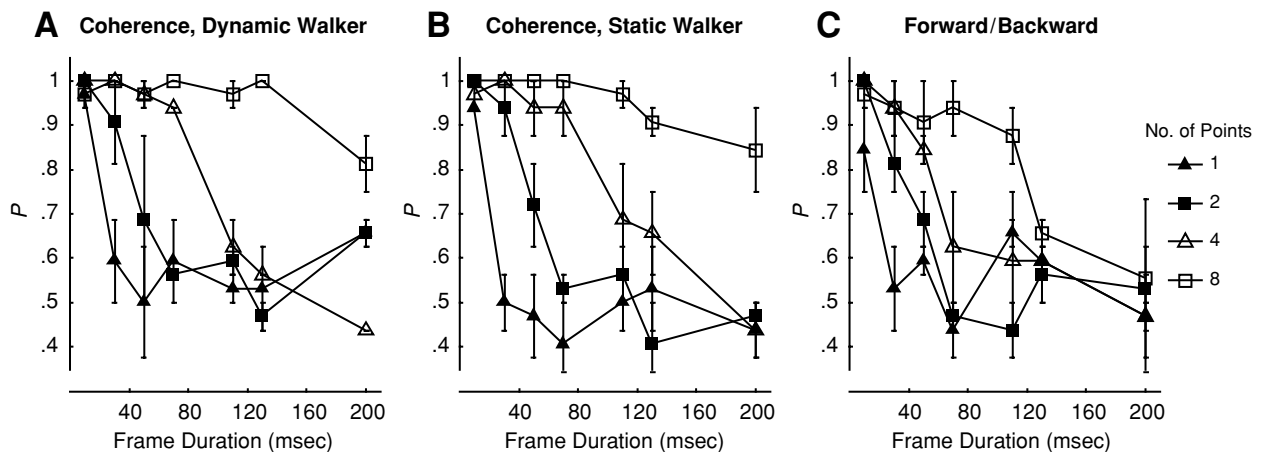 A Coherence, Dynamic Walker
1
.9
.8
.7
.6
.5
.4
P
40 80 120 160 200
Frame Duration (msec)
B Coherence, Static Walker
1
.9
.8
.7
.6
.5
.4
P
40 80 120 160 200
Frame Duration (msec)
C Forward/Backward
1
.9
.8
.7
.6
.5
.4
P
40 80 120 160 200
Frame Duration (msec)
No. of Points
1
2
4
8